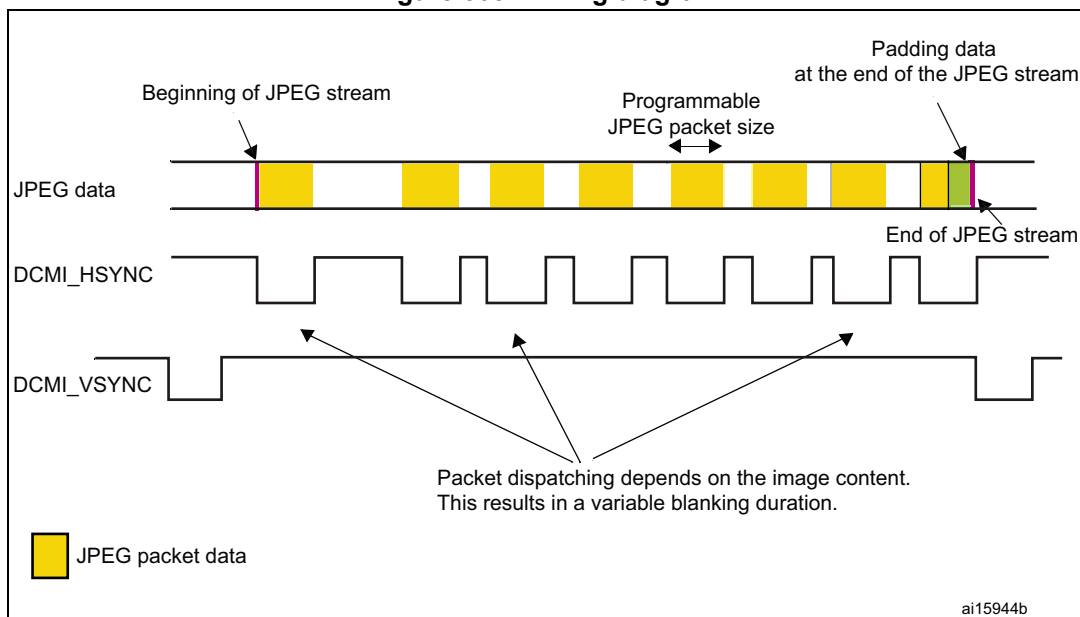 Padding data
at the end of the JPEG stream
Beginning of JPEG stream
Programmable
JPEG packet size
JPEG data
End of JPEG stream
DCMI_HSYNC
DCMI_VSYNC
Packet dispatching depends on the image content.
This results in a variable blanking duration.
JPEG packet data
ai15944b